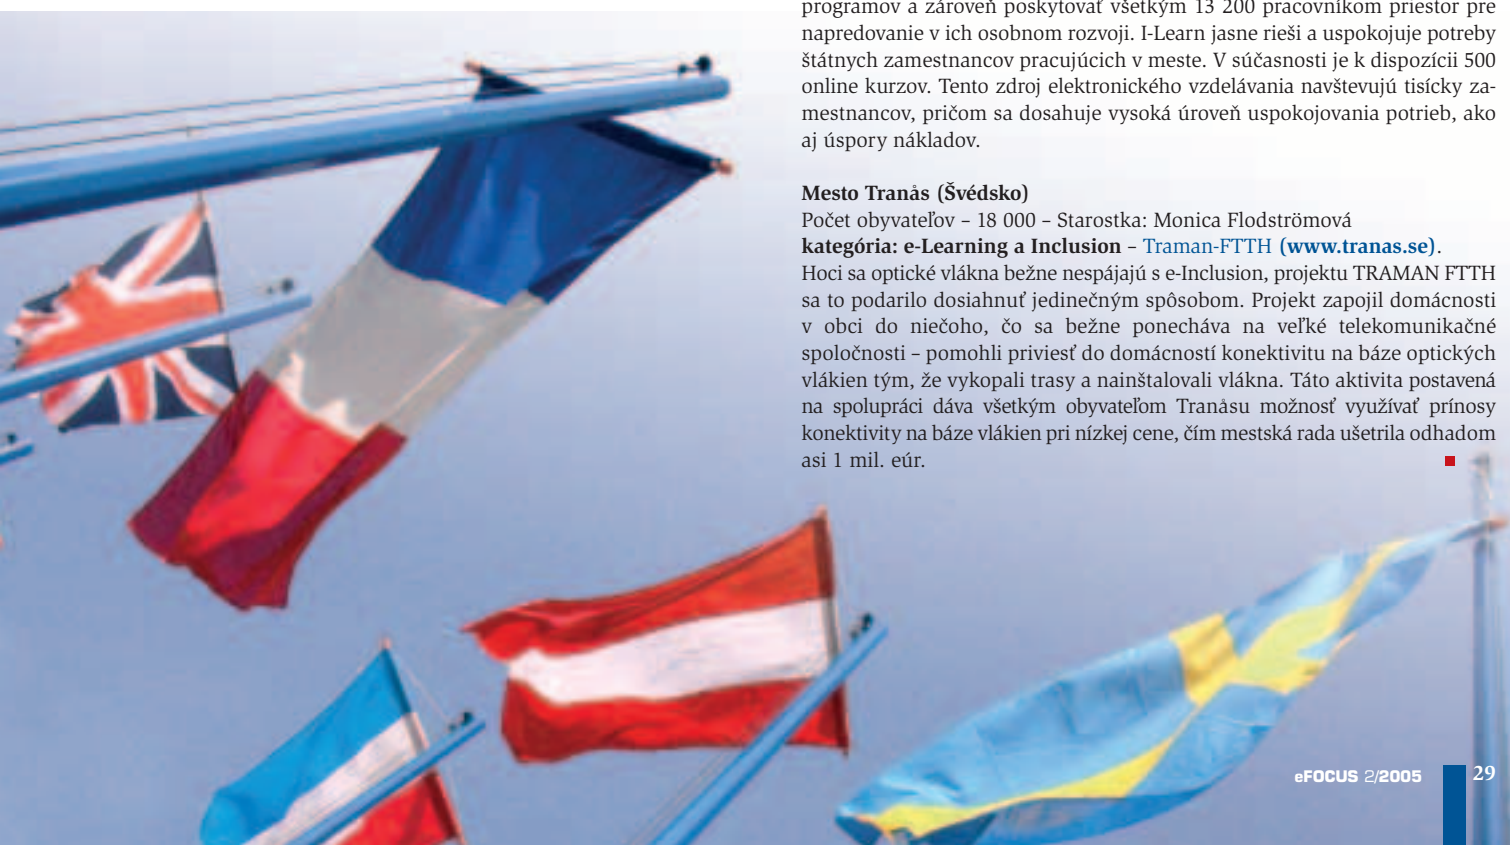 programov a zároveň poskytovať všetkým 13 200 pracovníkom priestor pre
napredovanie v ich osobnom rozvoji. I-Learn jasne rieši a uspokojuje potreby
štátnych zamestnancov pracujúcich v meste. V súčasnosti je k dispozícii 500
online kurzov. Tento zdroj elektronického vzdelávania navštevujú tisícky za-
mestnancov, pričom sa dosahuje vysoká úroveň uspokojovania potrieb, ako
aj úspory nákladov.
Mesto Tranås (Švédsko)
Počet obyvateľov – 18 000 – Starostka: Monica Flodströmová
kategória: e-Learning a Inclusion – Traman-FTTH (www.tranas.se).
Hoci sa optické vlákna bežne nespájajú s e-Inclusion, projektu TRAMAN FTTH
sa to podarilo dosiahnuť jedinečným spôsobom. Projekt zapojil domácnosti
v obci do niečoho, čo sa bežne ponecháva na veľké telekomunikačné
spoločnosti – pomohli priviesť do domácností konektivitu na báze optických
vlákien tým, že vykopali trasy a nainštalovali vlákna. Táto aktivita postavená
na spolupráci dáva všetkým obyvateľom Tranåsu možnosť využívať prínosy
konektivity na báze vlákien pri nízkej cene, čím mestská rada ušetrila odhadom
asi 1 mil. eúr.
eFOCUS 2/2005 29